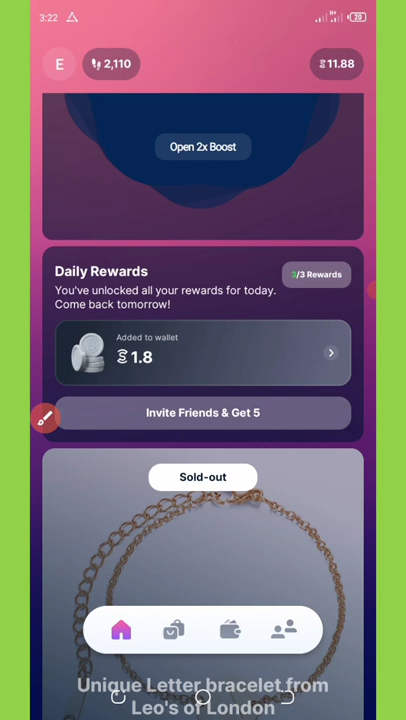 3:22
20
E
2,110
11.88
Open 2x Boost
Daily Rewards
3/3 Rewards
You've unlocked all your rewards for today.
Come back tomorrow!
Added to wallet
1.8
Invite Friends & Get 5
Sold-out
Unique Letter bracelet from
Leo's of London